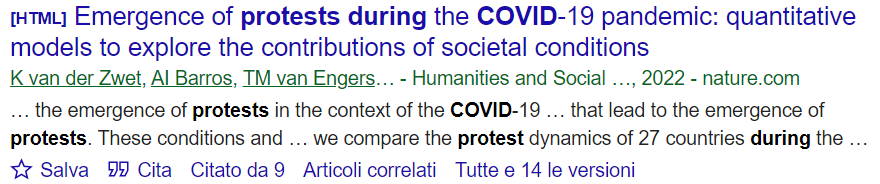 [HTML] Emergence of protests during the COVID-19 pandemic: quantitative
models to explore the contributions of societal conditions
K van der Zwet, AI Barros, TM van Engers… - Humanities and Social …, 2022 - nature.com
… the emergence of protests in the context of the COVID-19 … that lead to the emergence of
protests. These conditions and … we compare the protest dynamics of 27 countries during the …
Salva Cita Citato da 9 Articoli correlati Tutte e 14 le versioni